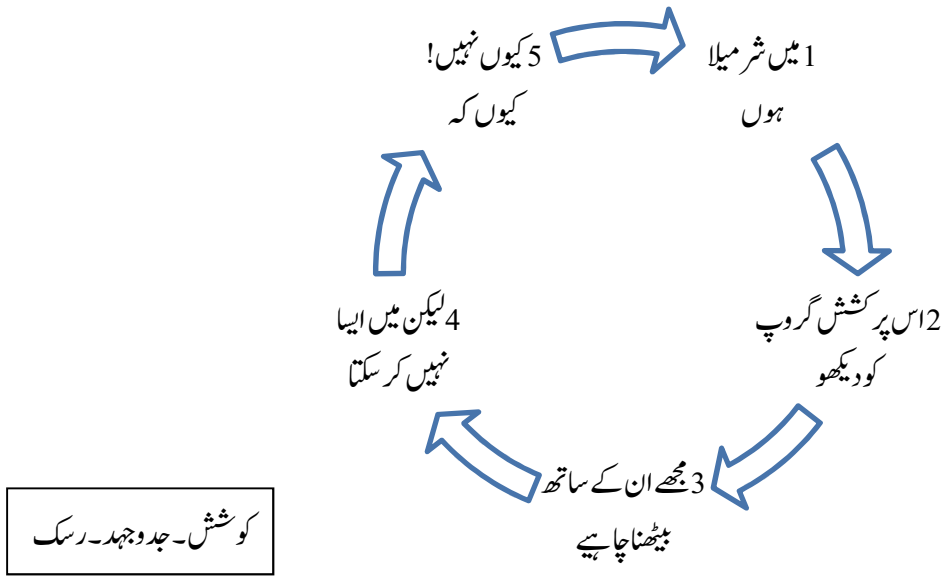 1 میں شرمیلا
ہوں
2 اس پرکشش گروپ
کو دیکھو
3 مجھے ان کے ساتھ
بیٹھنا چاہیے
4 لیکن میں ایسا
نہیں کر سکتا
5 کیوں نہیں!
کیوں کہ
کوشش۔جدوجہد۔رسک